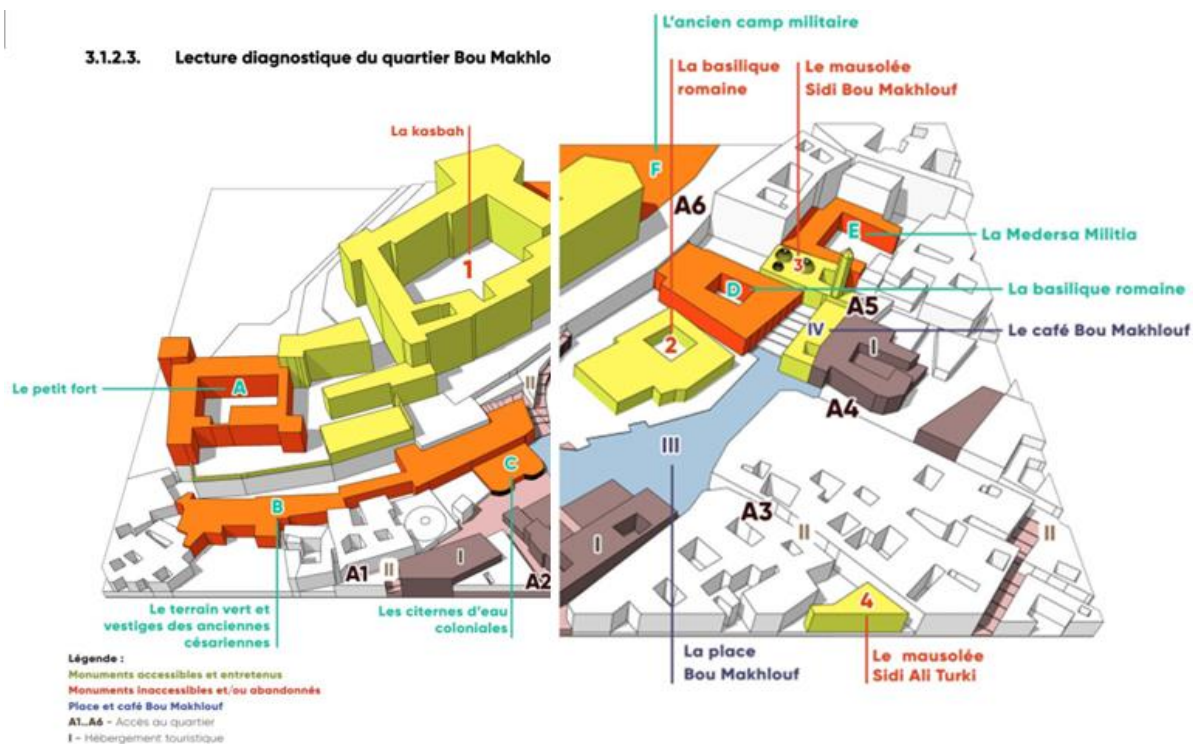 L'ancien camp militaire
3.1.2.3. Lecture diagnostique du quartier Bou Makhlo
La basilique
romaine
Le mausolée
Sidi Bou Makhlouf
La kasbah
F
A6
1
E
La Medersa Militia
3
D
La basilique romaine
A5
IV
Le café Bou Makhlouf
2
I
Le petit fort
A
II
A4
III
C
B
A3
II
II
I
I
A1
II
A2
4
Le terrain vert et
vestiges des anciennes
césariennes
Les citernes d'eau
coloniales
La place
Bou Makhlouf
Le mausolée
Sidi Ali Turki
Légende :
Monuments accessibles et entretenus
Monuments inaccessibles et/ou abandonnés
Place et café Bou Makhlouf
A1...A6 - Accès au quartier
I - Hébergement touristique